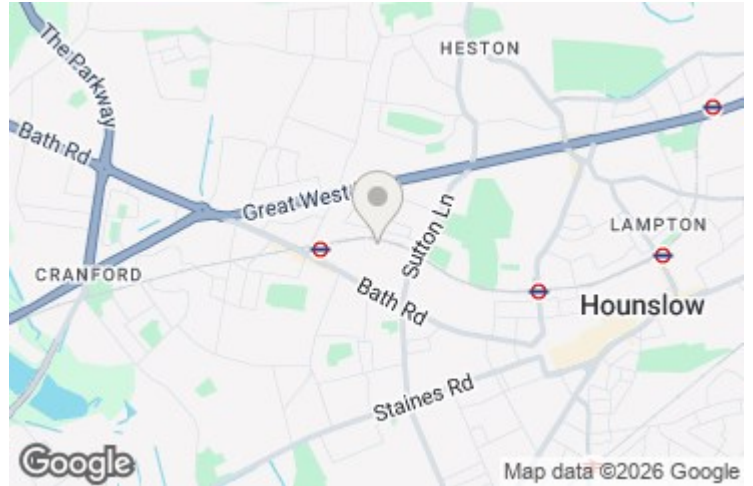 The Parkway
HESTON
Bath Rd
Great West
Sutton Ln
LAMPTON
CRANFORD
Bath Rd
Hounslow
Staines Rd
Google
Map data ©2026 Google